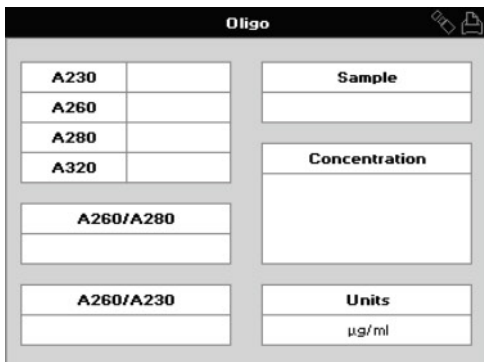 Oligo
A230
A260
A280
A320
A260/A280
A260/A230
Sample
Concentration
Units
µg/ml